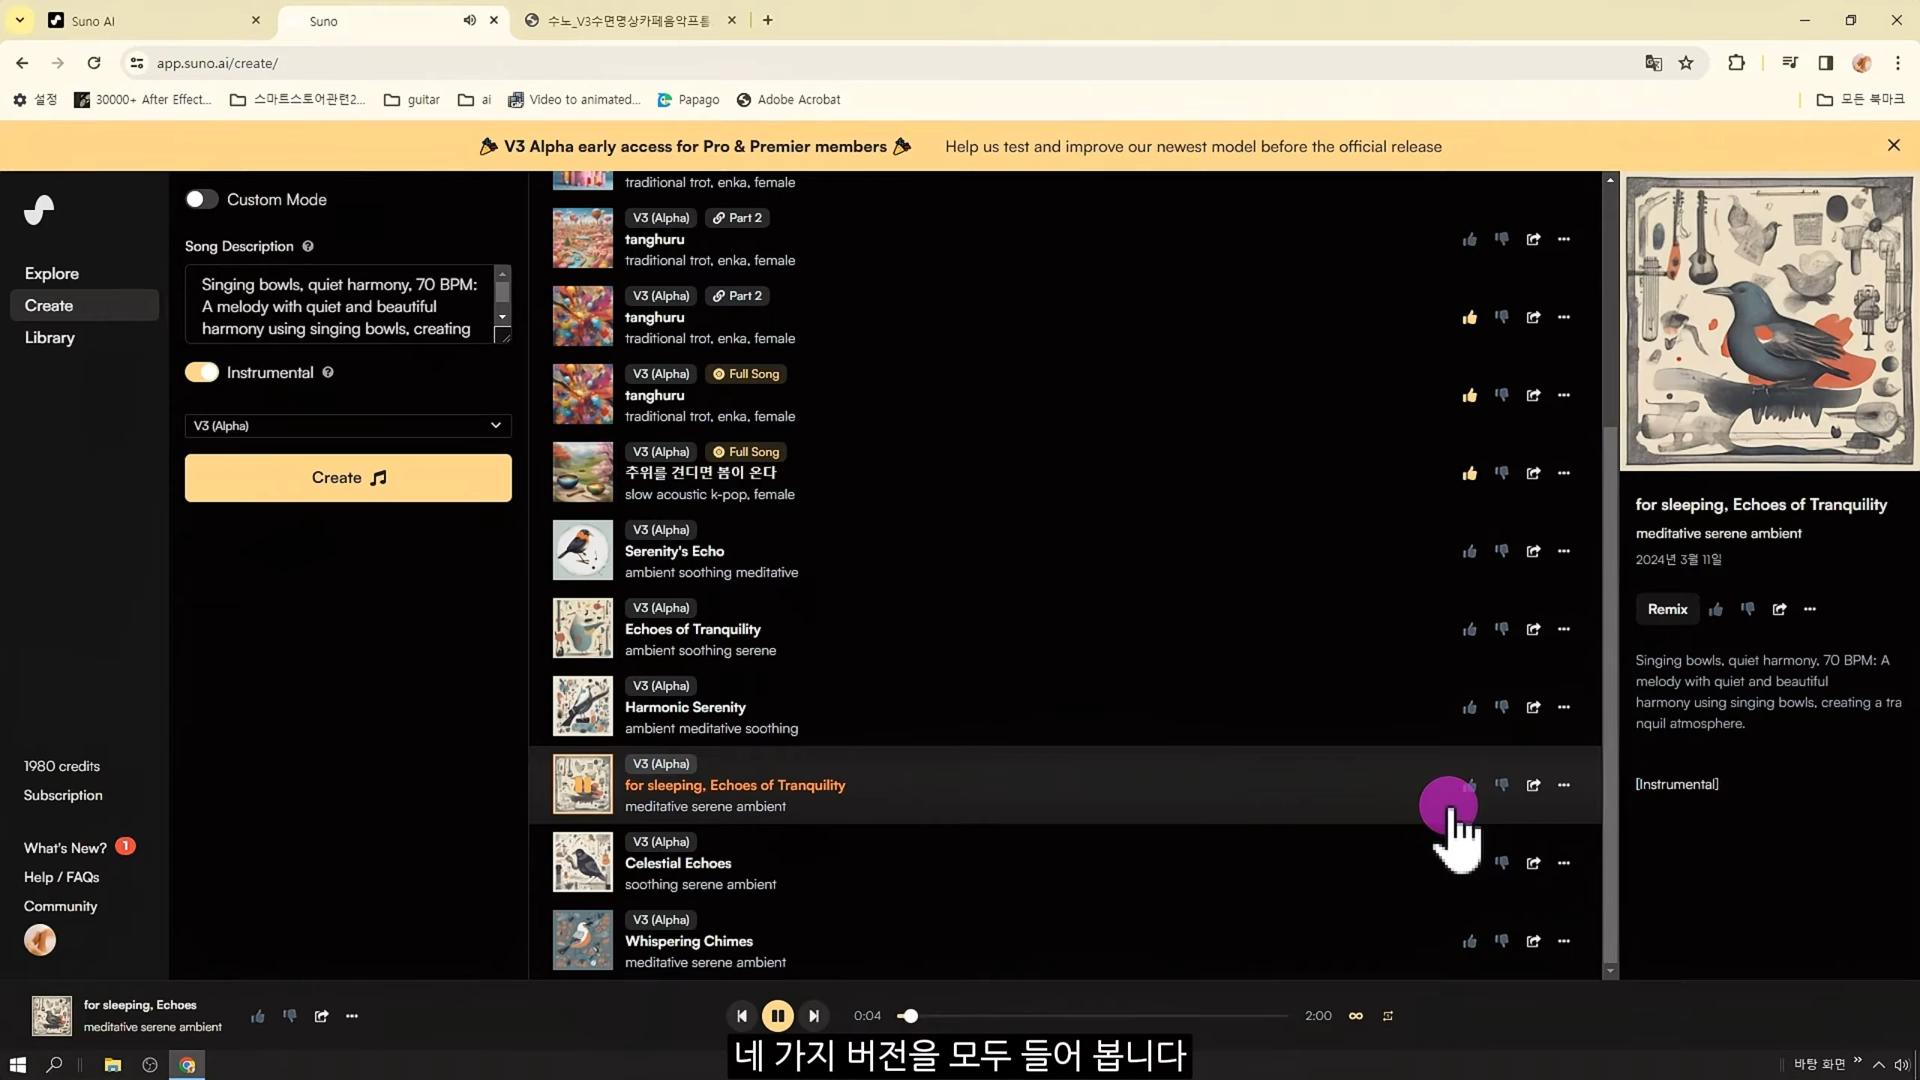 Suno AI
Suno
수노_V3수면명상카페음악프롬
app.suno.ai/create/
설정
30000+ After Effect...
스마트스토어관련2...
guitar
ai
Video to animated...
Papago
Adobe Acrobat
모든 북마크
V3 Alpha early access for Pro & Premier members
Help us test and improve our newest model before the official release
Explore
Create
Library
1980 credits
Subscription
What's New? 1
Help / FAQs
Community
Custom Mode
Song Description
Singing bowls, quiet harmony, 70 BPM:
A melody with quiet and beautiful
harmony using singing bowls, creating
Instrumental
V3 (Alpha)
Create
traditional trot, enka, female
V3 (Alpha) Part 2
tanghuru
traditional trot, enka, female
V3 (Alpha) Part 2
tanghuru
traditional trot, enka, female
V3 (Alpha) Full Song
tanghuru
traditional trot, enka, female
V3 (Alpha) Full Song
추위를 견디면 봄이 온다
slow acoustic k-pop, female
V3 (Alpha)
Serenity's Echo
ambient soothing meditative
V3 (Alpha)
Echoes of Tranquility
ambient soothing serene
V3 (Alpha)
Harmonic Serenity
ambient meditative soothing
V3 (Alpha)
for sleeping, Echoes of Tranquility
meditative serene ambient
V3 (Alpha)
Celestial Echoes
soothing serene ambient
V3 (Alpha)
Whispering Chimes
meditative serene ambient
for sleeping, Echoes of Tranquility
meditative serene ambient
2024년 3월 11일
Remix
Singing bowls, quiet harmony, 70 BPM: A
melody with quiet and beautiful
harmony using singing bowls, creating a tra
nquil atmosphere.
[Instrumental]
for sleeping, Echoes
meditative serene ambient
0:04
2:00
네 가지 버전을 모두 들어 봅니다
바탕 화면